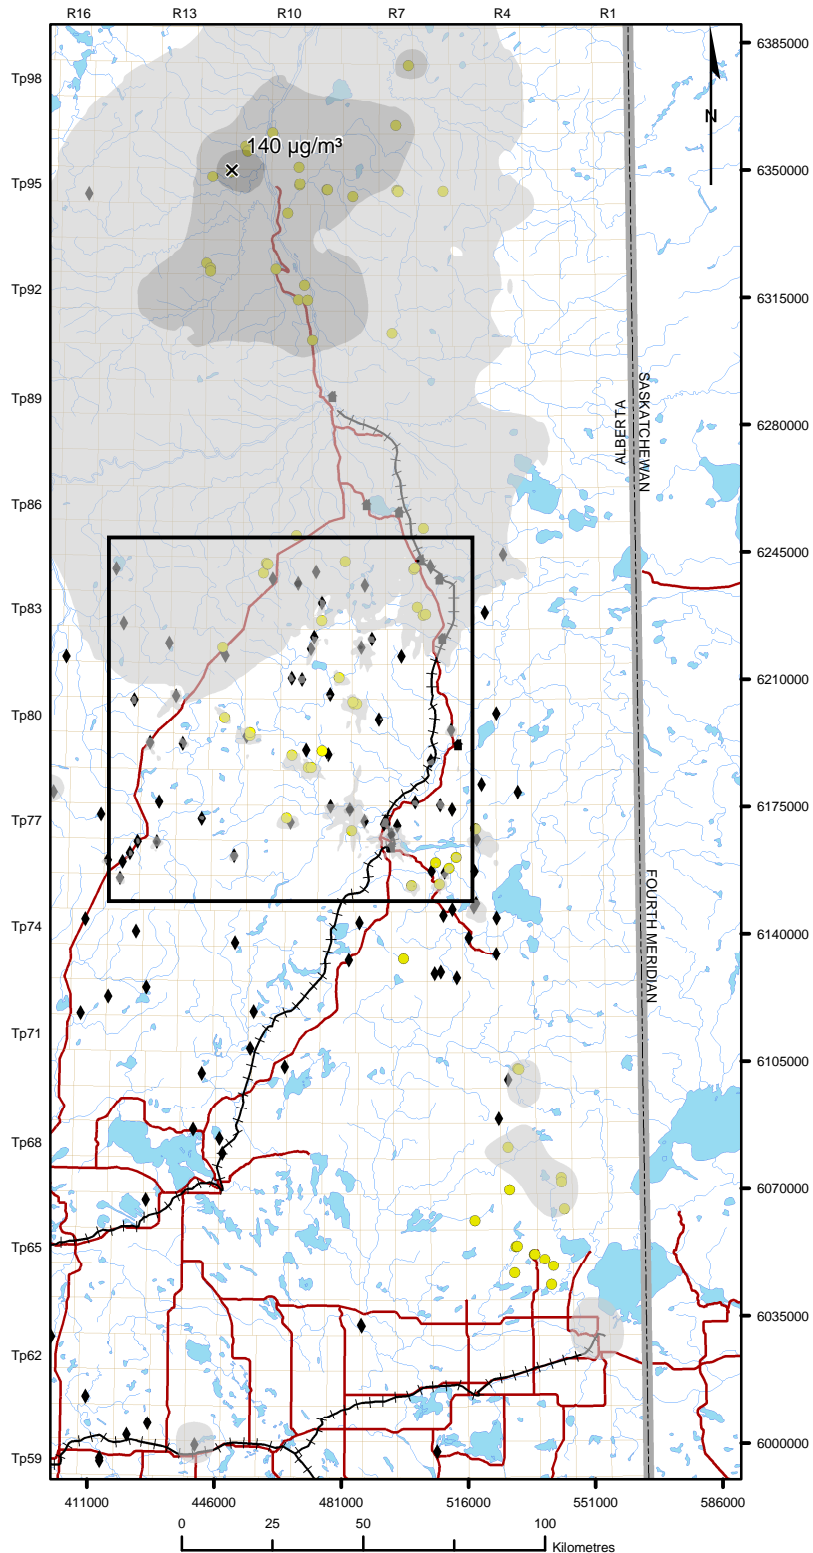 R16 R13 R10 R7 R4 R1
6385000
Tp98
N
140 µg/m³
6350000
Tp95
Tp92
6315000
Tp89
SASKATCHEWAN
ALBERTA
6280000
Tp86
6245000
Tp83
6210000
Tp80
6175000
Tp77
FOURTH MERIDIAN
Tp74
6140000
Tp71
6105000
Tp68
6070000
Tp65
6035000
Tp62
6000000
Tp59
411000 446000 481000 516000 551000 586000
0 25 50 100
Kilometres